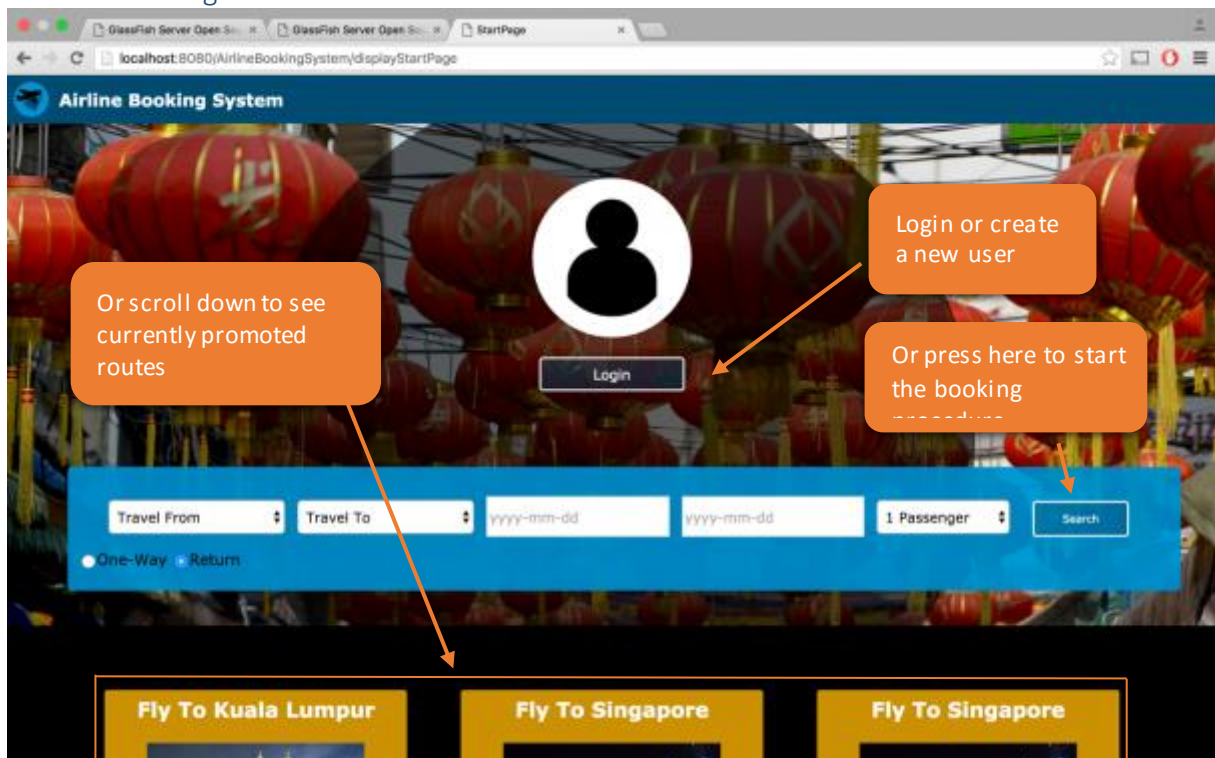 GlassFish Server Open So...
GlassFish Server Open So...
StartPage
localhost:8080/AirlineBookingSystem/displayStartPage
Airline Booking System
Login or create
a new user
Or scroll down to see
currently promoted
routes
Or press here to start
the booking
Login
Travel From
Travel To
yyyy-mm-dd
yyyy-mm-dd
1 Passenger
Search
One-Way
Return
Fly To Kuala Lumpur
Fly To Singapore
Fly To Singapore